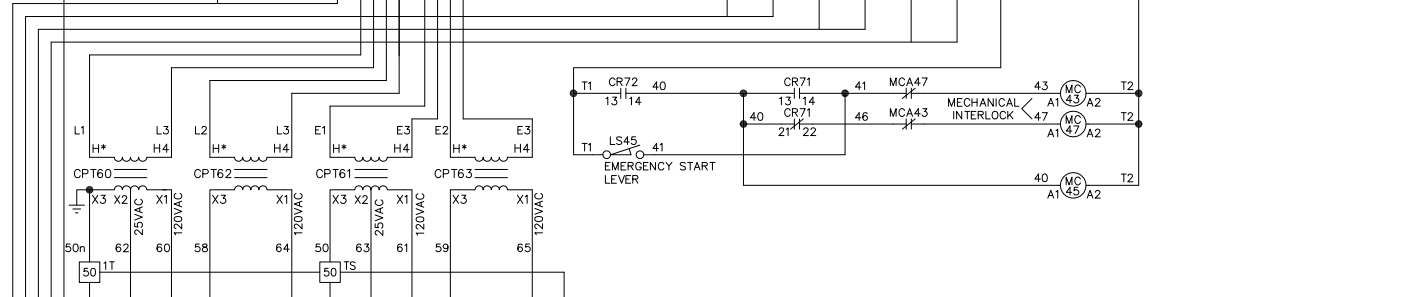 L1 L3 L2 L3 E1 E3 E2 E3
H* H4 H* H4 H* H4 H* H4
CPT60 CPT62 CPT61 CPT63
X3 X2 X1 X3 X1 X3 X2 X1 X3 X1
25VAC 120VAC 120VAC 25VAC 120VAC 120VAC
50n 62 60 58 64 50 63 61 59 65
50 1T 50 TS
T1 CR72 40 CR71 41 MCA47 43 MC T2
13 14 13 14 A1 43 A2
MECHANICAL
INTERLOCK
40 CR71 46 MCA43 47 MC T2
21 22 A1 47 A2
T1 LS45 41
EMERGENCY START
LEVER
40 MC T2
A1 45 A2